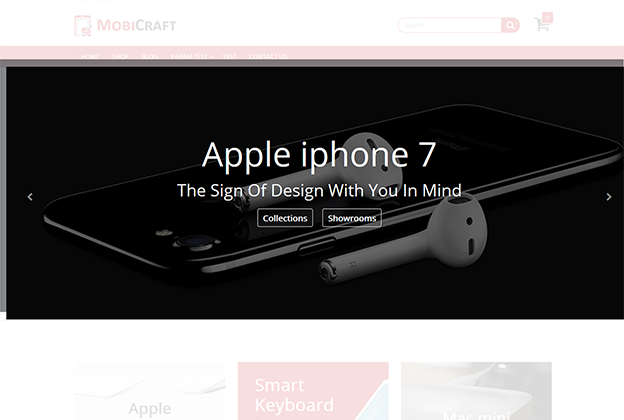 MOBICRAFT
Search
0
HOME SHOP BLOG PARAM TEST TEST CONTACT US
Apple iphone 7
The Sign Of Design With You In Mind
Collections Showrooms
Apple
Smart
Keyboard
Mac mini